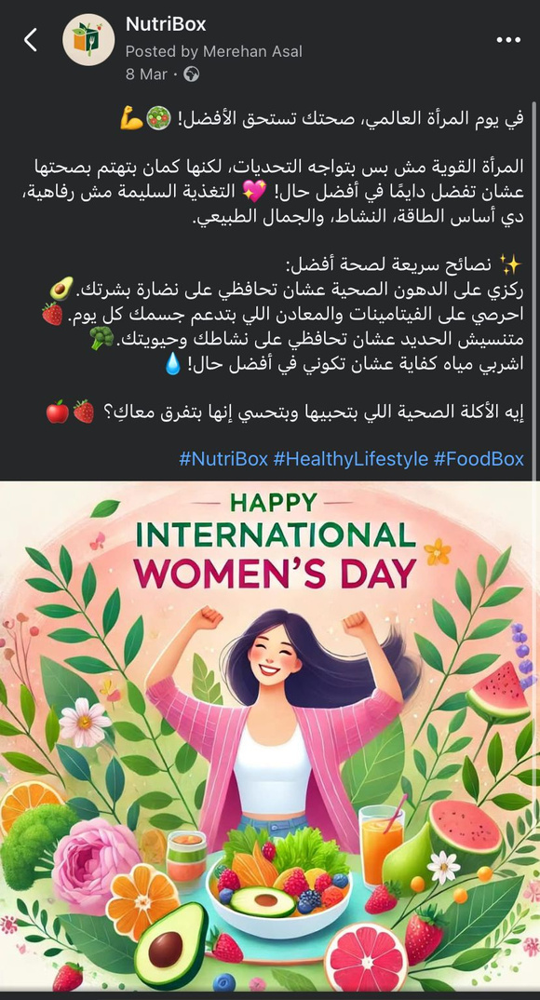 NutriBox
Posted by Merehan Asal
8 Mar ·
في يوم المرأة العالمي، صحتك تستحق الأفضل! 🥗💪
المرأة القوية مش بس بتواجه التحديات، لكنها كمان بتهتم بصحتها
عشان تفضل دايمًا في أفضل حال! 💖 التغذية السليمة مش رفاهية،
دي أساس الطاقة، النشاط، والجمال الطبيعي.
✨ نصائح سريعة لصحة أفضل:
ركزي على الدهون الصحية عشان تحافظي على نضارة بشرتك.🥑
احرصي على الفيتامينات والمعادن اللي بتدعم جسمك كل يوم.🍓
متنسيش الحديد عشان تحافظي على نشاطك وحيويتك.🥦
اشربي مياه كفاية عشان تكوني في أفضل حال!💧
إيه الأكلة الصحية اللي بتحبيها وبتحسي إنها بتفرق معاكِ؟ 🍓🍎
#NutriBox #HealthyLifestyle #FoodBox
HAPPY
INTERNATIONAL
WOMEN'S DAY